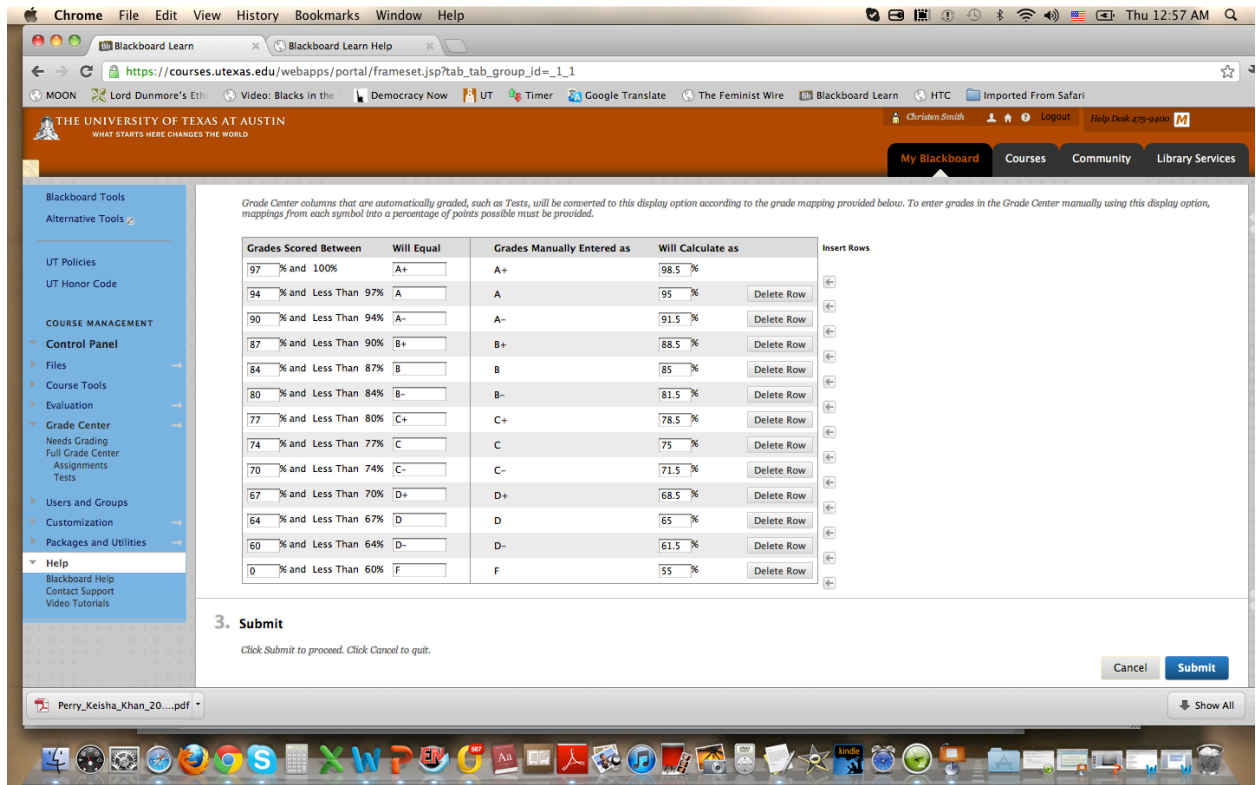 Chrome File Edit View History Bookmarks Window Help Thu 12:57 AM
Blackboard Learn Blackboard Learn Help
https://courses.utexas.edu/webapps/portal/frameset.jsp?tab_tab_group_id=_1_1
MOON Lord Dunmore's Eth Video: Blacks in the Democracy Now UT Timer Google Translate The Feminist Wire Blackboard Learn HTC Imported From Safari
THE UNIVERSITY OF TEXAS AT AUSTIN
WHAT STARTS HERE CHANGES THE WORLD
Christen Smith Logout Help Desk 475-9400 M
My Blackboard Courses Community Library Services
Blackboard Tools
Alternative Tools
UT Policies
UT Honor Code
COURSE MANAGEMENT
Control Panel
Files
Course Tools
Evaluation
Grade Center
Needs Grading
Full Grade Center
Assignments
Tests
Users and Groups
Customization
Packages and Utilities
Help
Blackboard Help
Contact Support
Video Tutorials
Grade Center columns that are automatically graded, such as Tests, will be converted to this display option according to the grade mapping provided below. To enter grades in the Grade Center manually using this display option,
mappings from each symbol into a percentage of points possible must be provided.
Grades Scored Between Will Equal Grades Manually Entered as Will Calculate as Insert Rows
97 % and 100% A+ A+ 98.5 %
94 % and Less Than 97% A A 95 % Delete Row
90 % and Less Than 94% A- A- 91.5 % Delete Row
87 % and Less Than 90% B+ B+ 88.5 % Delete Row
84 % and Less Than 87% B B 85 % Delete Row
80 % and Less Than 84% B- B- 81.5 % Delete Row
77 % and Less Than 80% C+ C+ 78.5 % Delete Row
74 % and Less Than 77% C C 75 % Delete Row
70 % and Less Than 74% C- C- 71.5 % Delete Row
67 % and Less Than 70% D+ D+ 68.5 % Delete Row
64 % and Less Than 67% D D 65 % Delete Row
60 % and Less Than 64% D- D- 61.5 % Delete Row
0 % and Less Than 60% F F 55 % Delete Row
3. Submit
Click Submit to proceed. Click Cancel to quit.
Cancel Submit
Perry_Keisha_Khan_20....pdf Show All
567
Aa
kindle